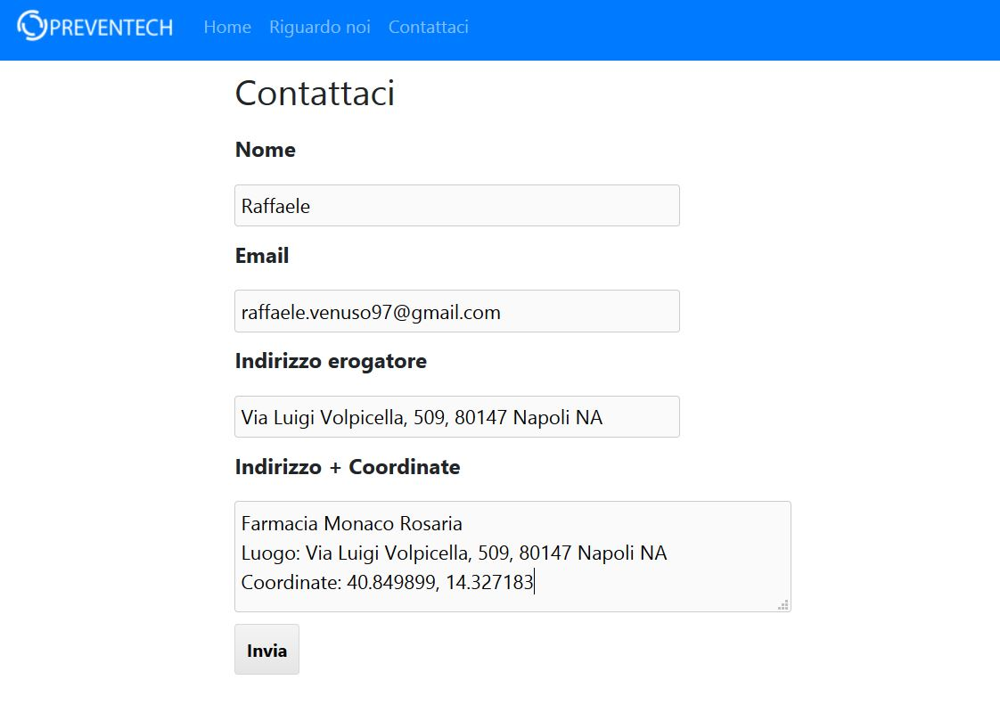 PREVENTECH Home Riguardo noi Contattaci
Contattaci
Nome
Raffaele
Email
raffaele.venuso97@gmail.com
Indirizzo erogatore
Via Luigi Volpicella, 509, 80147 Napoli NA
Indirizzo + Coordinate
Farmacia Monaco Rosaria
Luogo: Via Luigi Volpicella, 509, 80147 Napoli NA
Coordinate: 40.849899, 14.327183
Invia